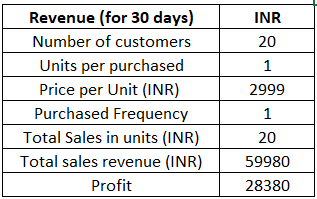 Revenue (for 30 days) INR
Number of customers 20
Units per purchased 1
Price per Unit (INR) 2999
Purchased Frequency 1
Total Sales in units (INR) 20
Total sales revenue (INR) 59980
Profit 28380